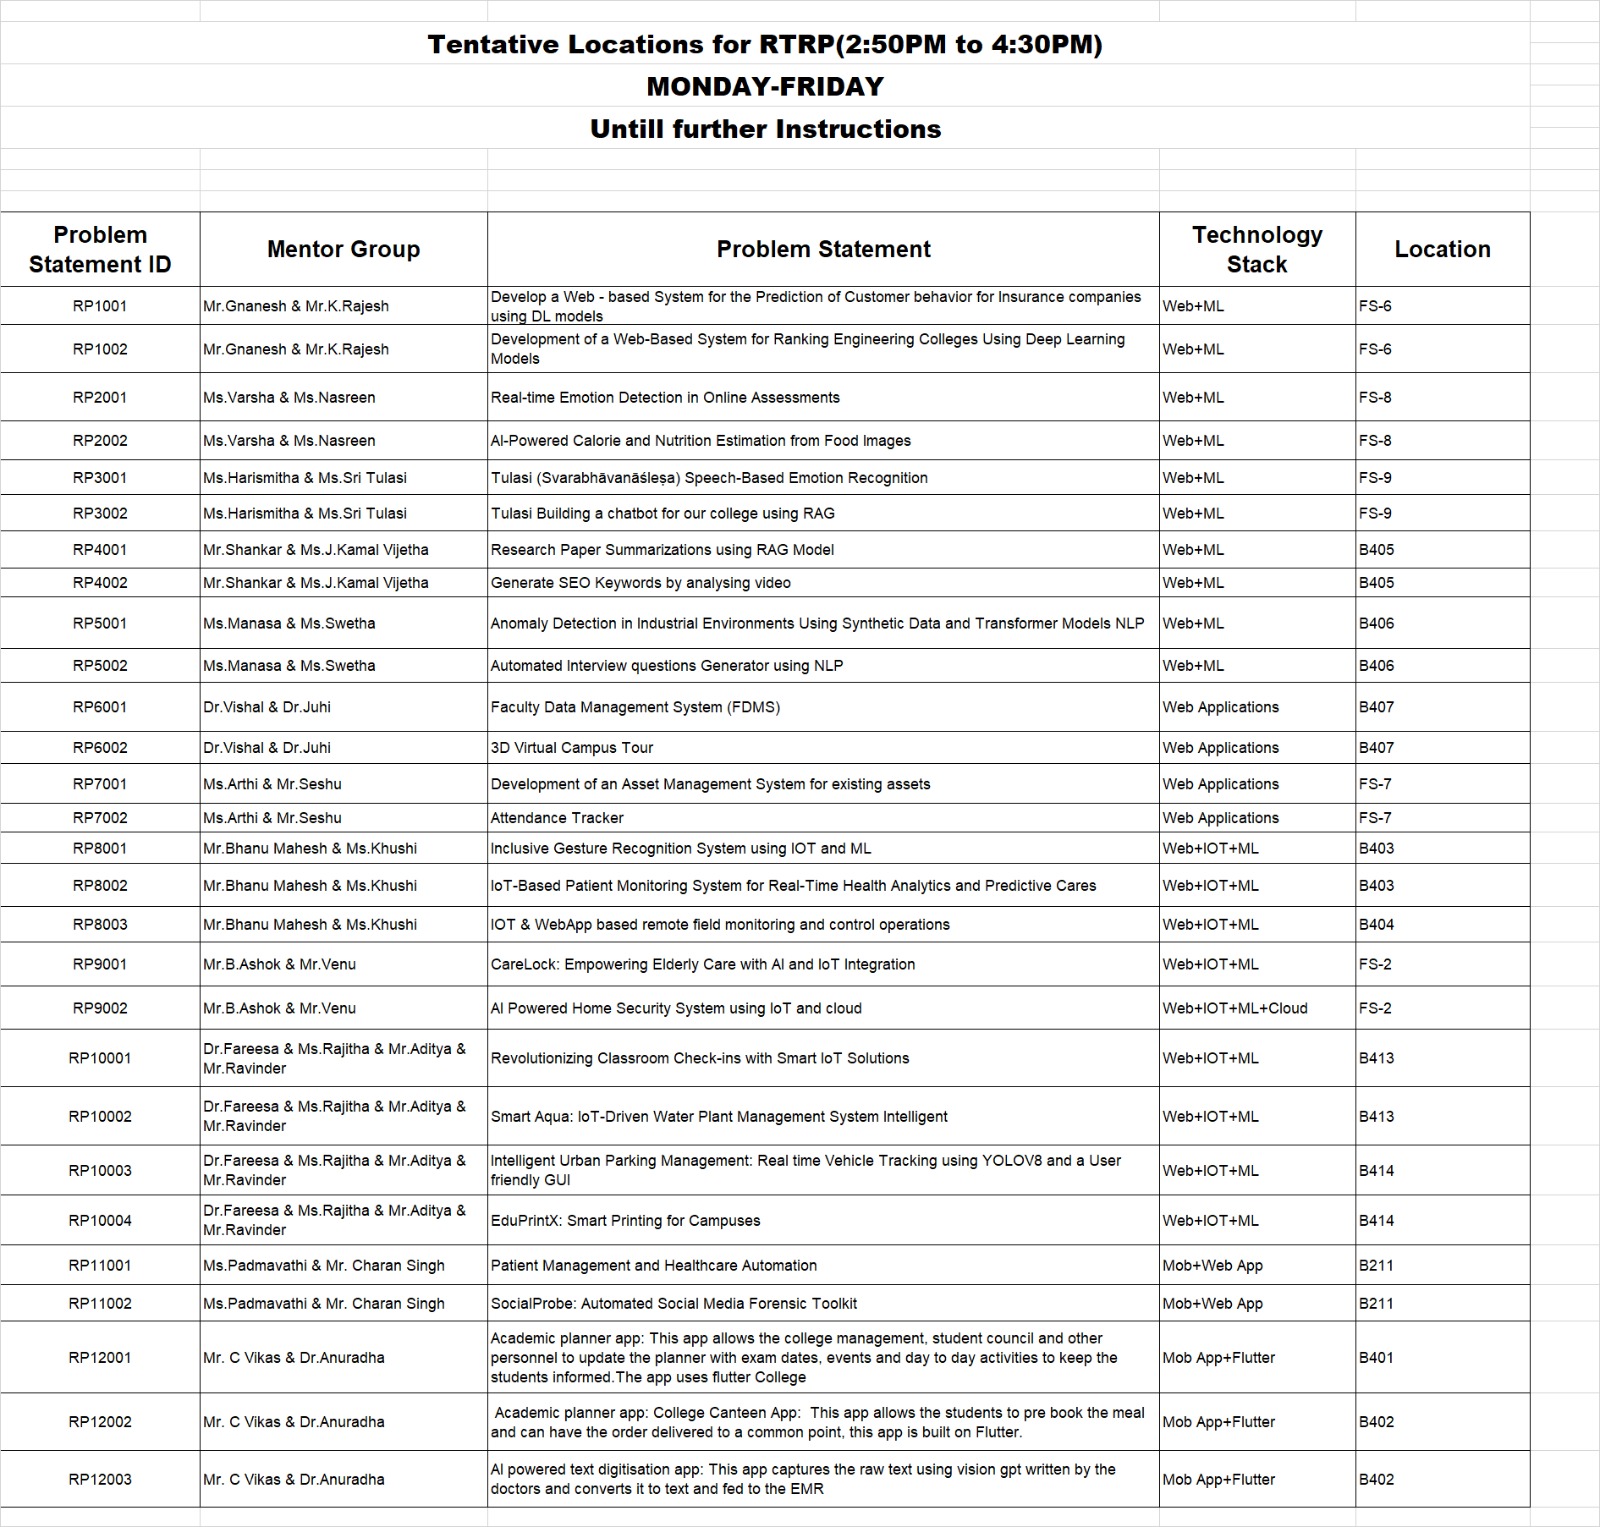 Tentative Locations for RTRP(2:50PM to 4:30PM)
MONDAY-FRIDAY
Untill further Instructions
Problem Statement ID | Mentor Group | Problem Statement | Technology Stack | Location
RP1001 | Mr.Gnanesh & Mr.K.Rajesh | Develop a Web - based System for the Prediction of Customer behavior for Insurance companies using DL models | Web+ML | FS-6
RP1002 | Mr.Gnanesh & Mr.K.Rajesh | Development of a Web-Based System for Ranking Engineering Colleges Using Deep Learning Models | Web+ML | FS-6
RP2001 | Ms.Varsha & Ms.Nasreen | Real-time Emotion Detection in Online Assessments | Web+ML | FS-8
RP2002 | Ms.Varsha & Ms.Nasreen | AI-Powered Calorie and Nutrition Estimation from Food Images | Web+ML | FS-8
RP3001 | Ms.Harismitha & Ms.Sri Tulasi | Tulasi (Svarabhāvanāśleṣa) Speech-Based Emotion Recognition | Web+ML | FS-9
RP3002 | Ms.Harismitha & Ms.Sri Tulasi | Tulasi Building a chatbot for our college using RAG | Web+ML | FS-9
RP4001 | Mr.Shankar & Ms.J.Kamal Vijetha | Research Paper Summarizations using RAG Model | Web+ML | B405
RP4002 | Mr.Shankar & Ms.J.Kamal Vijetha | Generate SEO Keywords by analysing video | Web+ML | B405
RP5001 | Ms.Manasa & Ms.Swetha | Anomaly Detection in Industrial Environments Using Synthetic Data and Transformer Models NLP | Web+ML | B406
RP5002 | Ms.Manasa & Ms.Swetha | Automated Interview questions Generator using NLP | Web+ML | B406
RP6001 | Dr.Vishal & Dr.Juhi | Faculty Data Management System (FDMS) | Web Applications | B407
RP6002 | Dr.Vishal & Dr.Juhi | 3D Virtual Campus Tour | Web Applications | B407
RP7001 | Ms.Arthi & Mr.Seshu | Development of an Asset Management System for existing assets | Web Applications | FS-7
RP7002 | Ms.Arthi & Mr.Seshu | Attendance Tracker | Web Applications | FS-7
RP8001 | Mr.Bhanu Mahesh & Ms.Khushi | Inclusive Gesture Recognition System using IOT and ML | Web+IOT+ML | B403
RP8002 | Mr.Bhanu Mahesh & Ms.Khushi | IoT-Based Patient Monitoring System for Real-Time Health Analytics and Predictive Cares | Web+IOT+ML | B403
RP8003 | Mr.Bhanu Mahesh & Ms.Khushi | IOT & WebApp based remote field monitoring and control operations | Web+IOT+ML | B404
RP9001 | Mr.B.Ashok & Mr.Venu | CareLock: Empowering Elderly Care with AI and IoT Integration | Web+IOT+ML | FS-2
RP9002 | Mr.B.Ashok & Mr.Venu | AI Powered Home Security System using IoT and cloud | Web+IOT+ML+Cloud | FS-2
RP10001 | Dr.Fareesa & Ms.Rajitha & Mr.Aditya & Mr.Ravinder | Revolutionizing Classroom Check-ins with Smart IoT Solutions | Web+IOT+ML | B413
RP10002 | Dr.Fareesa & Ms.Rajitha & Mr.Aditya & Mr.Ravinder | Smart Aqua: IoT-Driven Water Plant Management System Intelligent | Web+IOT+ML | B413
RP10003 | Dr.Fareesa & Ms.Rajitha & Mr.Aditya & Mr.Ravinder | Intelligent Urban Parking Management: Real time Vehicle Tracking using YOLOV8 and a User friendly GUI | Web+IOT+ML | B414
RP10004 | Dr.Fareesa & Ms.Rajitha & Mr.Aditya & Mr.Ravinder | EduPrintX: Smart Printing for Campuses | Web+IOT+ML | B414
RP11001 | Ms.Padmavathi & Mr. Charan Singh | Patient Management and Healthcare Automation | Mob+Web App | B211
RP11002 | Ms.Padmavathi & Mr. Charan Singh | SocialProbe: Automated Social Media Forensic Toolkit | Mob+Web App | B211
RP12001 | Mr. C Vikas & Dr.Anuradha | Academic planner app: This app allows the college management, student council and other personnel to update the planner with exam dates, events and day to day activities to keep the students informed.The app uses flutter College | Mob App+Flutter | B401
RP12002 | Mr. C Vikas & Dr.Anuradha | Academic planner app: College Canteen App: This app allows the students to pre book the meal and can have the order delivered to a common point, this app is built on Flutter. | Mob App+Flutter | B402
RP12003 | Mr. C Vikas & Dr.Anuradha | AI powered text digitisation app: This app captures the raw text using vision gpt written by the doctors and converts it to text and fed to the EMR | Mob App+Flutter | B402